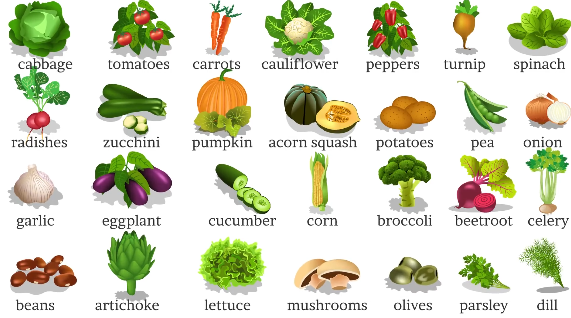 cabbage tomatoes carrots cauliflower peppers turnip spinach
radishes zucchini pumpkin acorn squash potatoes pea onion
garlic eggplant cucumber corn broccoli beetroot celery
beans artichoke lettuce mushrooms olives parsley dill